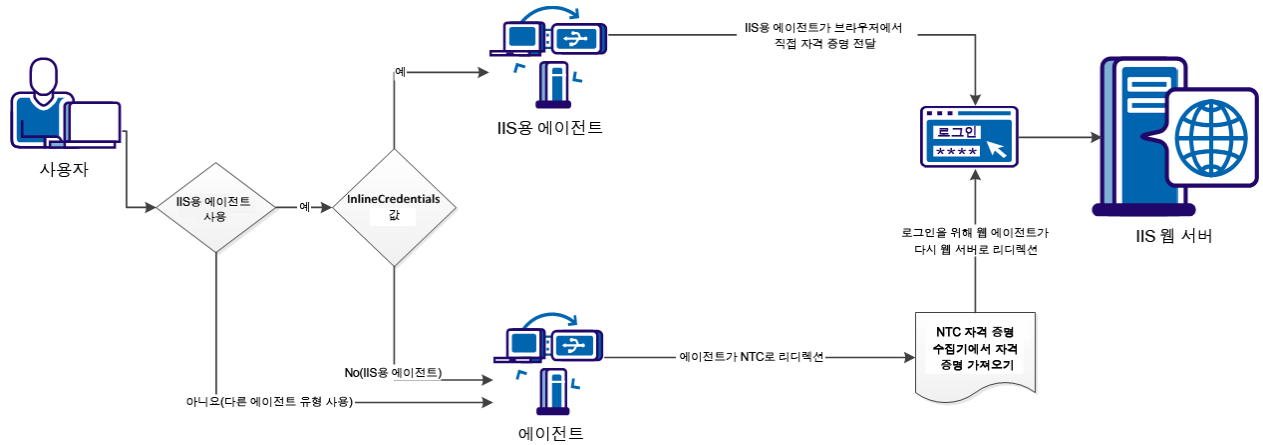 사용자
IIS용 에이전트
사용
예
InlineCredentials
값
예
IIS용 에이전트
IIS용 에이전트가 브라우저에서
직접 자격 증명 전달
로그인
****
IIS 웹 서버
로그인을 위해 웹 에이전트가
다시 웹 서버로 리디렉션
NTC 자격 증명
수집기에서 자격
증명 가져오기
에이전트가 NTC로 리디렉션
No(IIS용 에이전트)
아니요(다른 에이전트 유형 사용)
에이전트